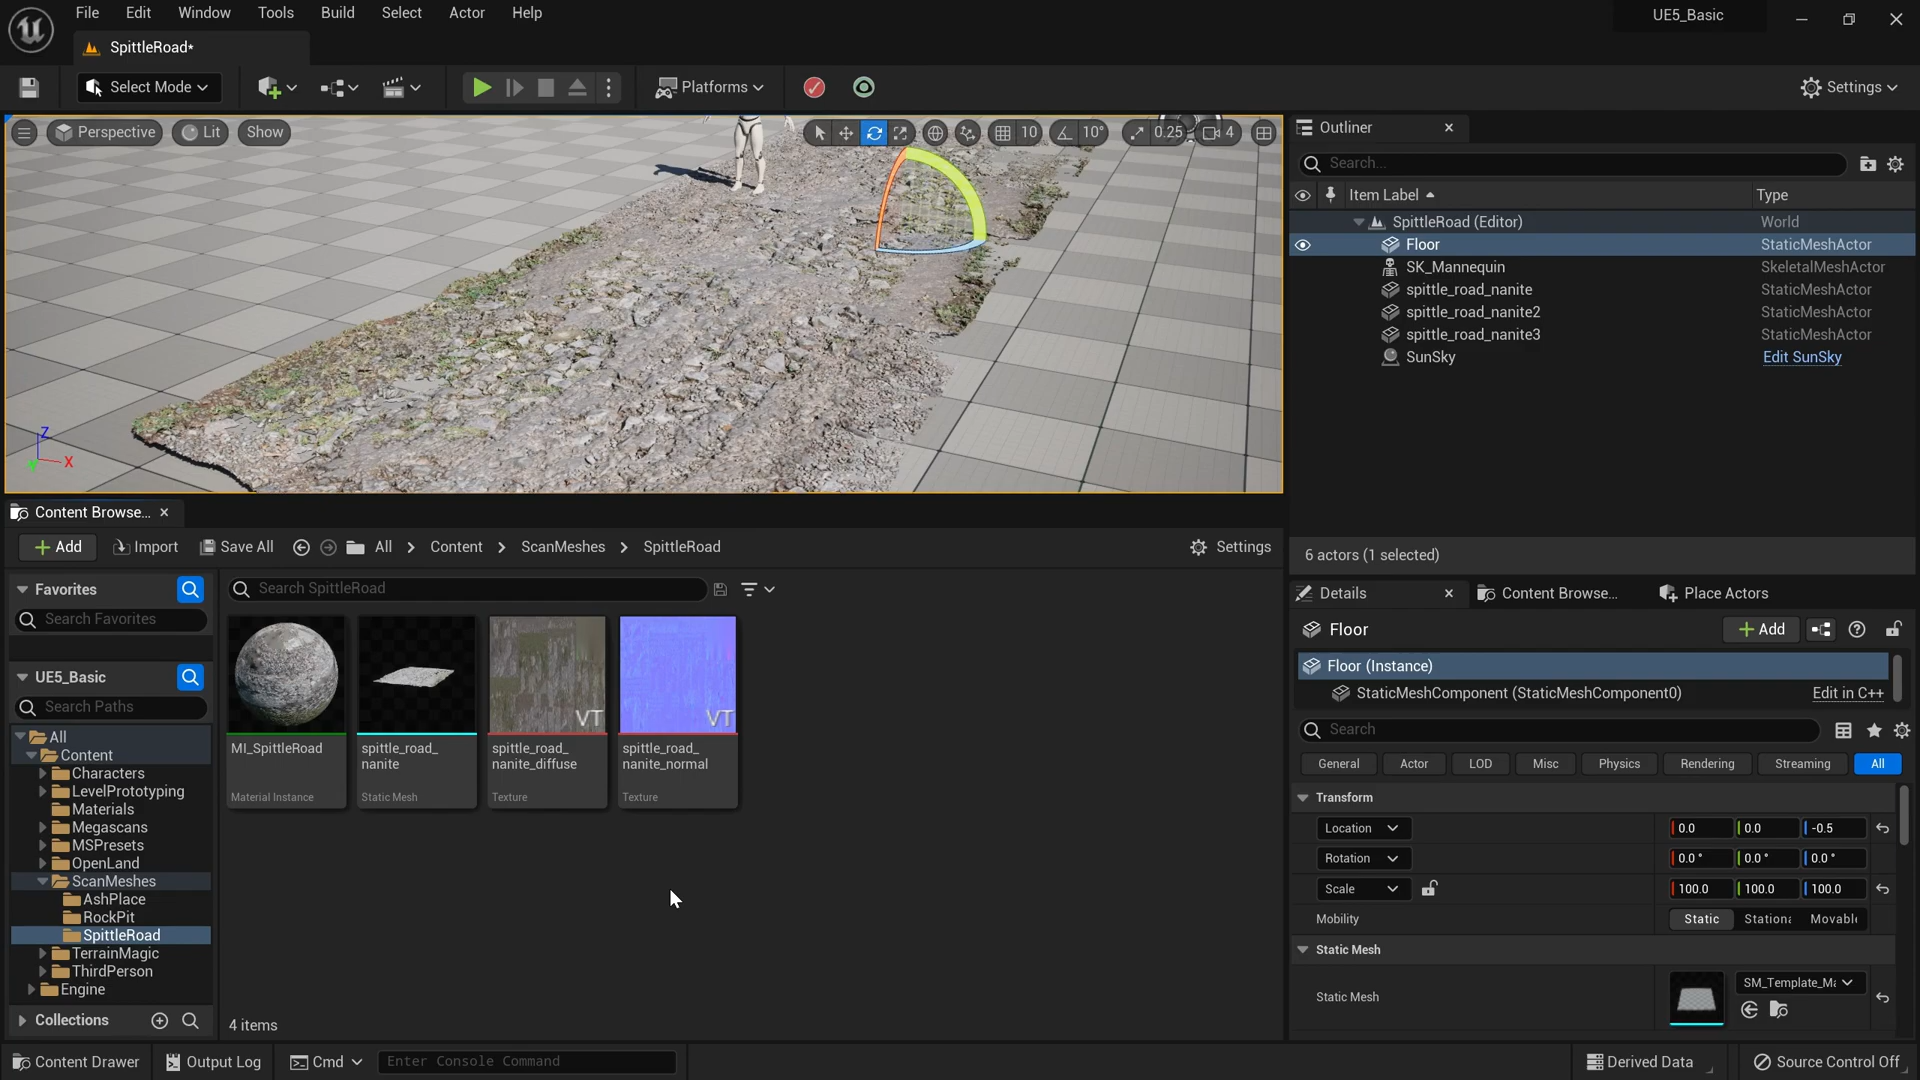 File Edit Window Tools Build Select Actor Help
UE5_Basic
SpittleRoad*
Select Mode
Platforms
Settings
Perspective Lit Show
10 10° 0.25 4
Z
X
Outliner
Search...
Item Label Type
SpittleRoad (Editor) World
Floor StaticMeshActor
SK_Mannequin SkeletalMeshActor
spittle_road_nanite StaticMeshActor
spittle_road_nanite2 StaticMeshActor
spittle_road_nanite3 StaticMeshActor
SunSky Edit SunSky
6 actors (1 selected)
Content Browse...
Add Import Save All All > Content > ScanMeshes > SpittleRoad Settings
Favorites
Search Favorites
UE5_Basic
Search Paths
All
Content
Characters
LevelPrototyping
Materials
Megascans
MSPresets
OpenLand
ScanMeshes
AshPlace
RockPit
SpittleRoad
TerrainMagic
ThirdPerson
Engine
Collections
Search SpittleRoad
MI_SpittleRoad
Material Instance
spittle_road_
nanite
Static Mesh
VT
spittle_road_
nanite_diffuse
Texture
VT
spittle_road_
nanite_normal
Texture
4 items
Details Content Browse... Place Actors
Floor Add
Floor (Instance)
StaticMeshComponent (StaticMeshComponent0) Edit in C++
Search
General Actor LOD Misc Physics Rendering Streaming All
Transform
Location 0.0 0.0 -0.5
Rotation 0.0 ° 0.0 ° 0.0 °
Scale 100.0 100.0 100.0
Mobility Static Stationa Movable
Static Mesh
Static Mesh SM_Template_Ma
Content Drawer Output Log Cmd Enter Console Command Derived Data Source Control Off